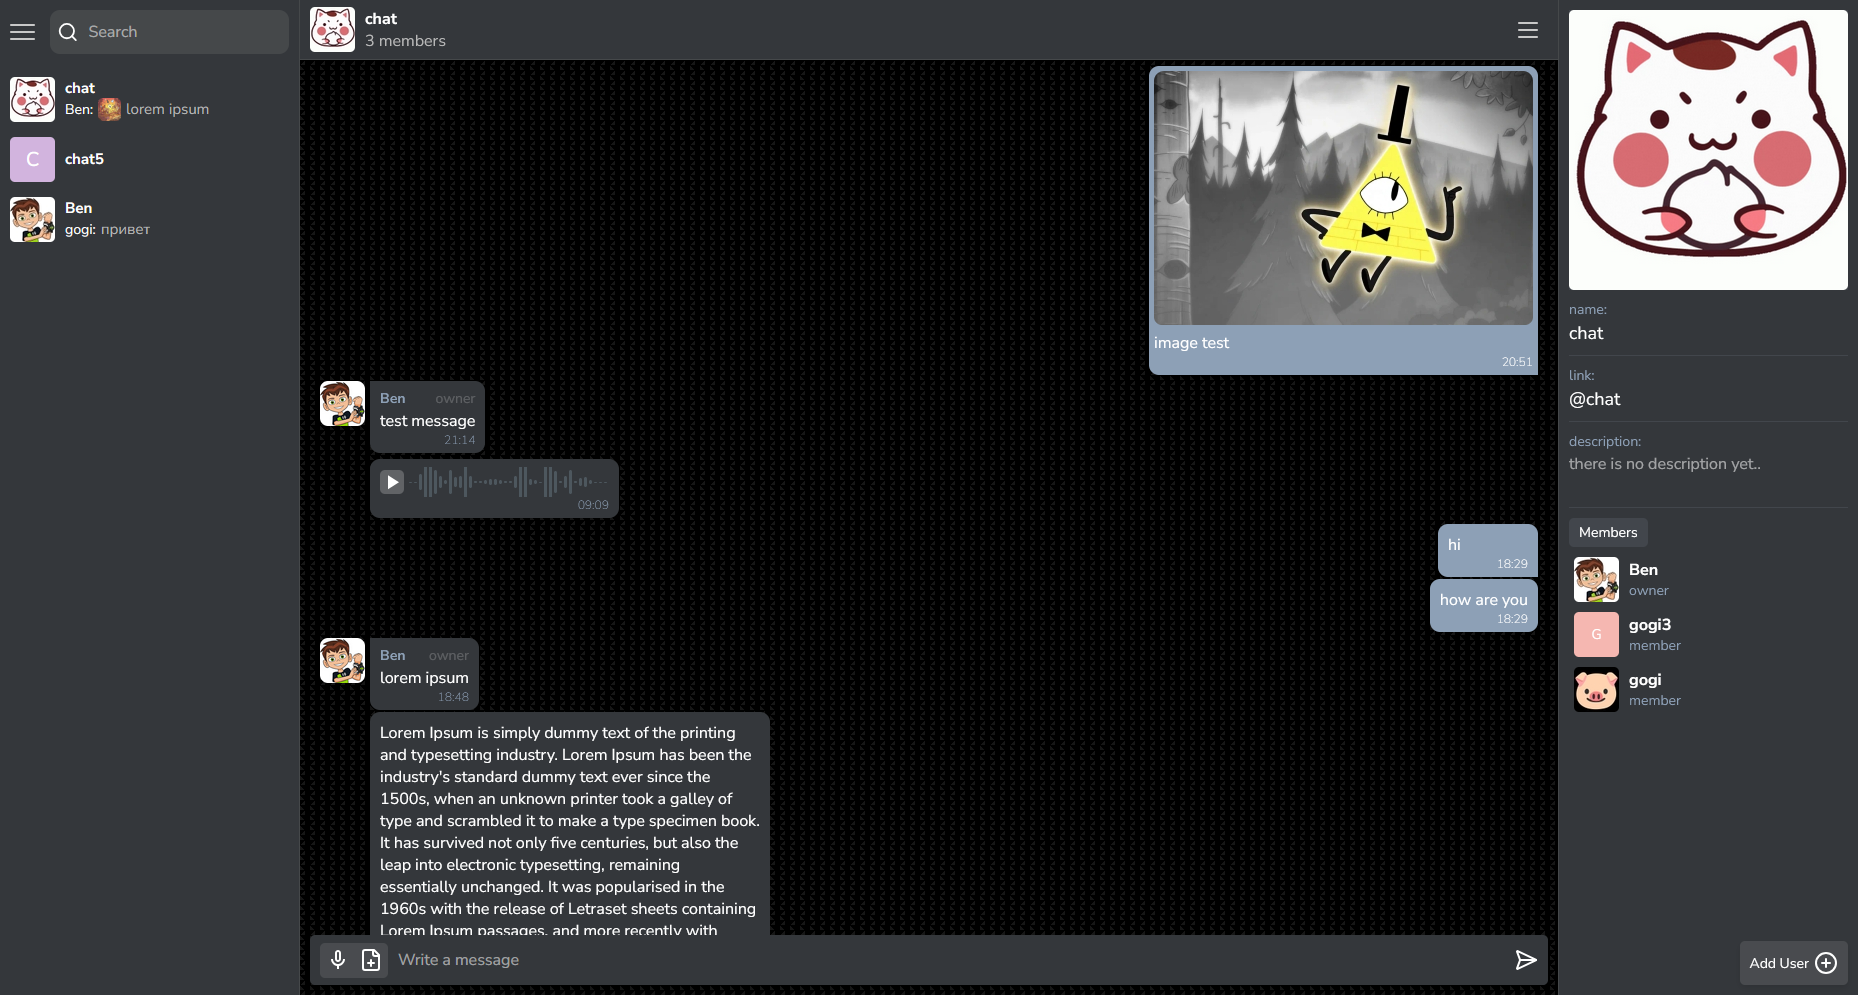 Search
chat
Ben: lorem ipsum
C
chat5
Ben
gogi: привет
chat
3 members
image test
20:51
Ben owner
test message
21:14
09:09
hi
18:29
how are you
18:29
Ben owner
lorem ipsum
18:48
Lorem Ipsum is simply dummy text of the printing
and typesetting industry. Lorem Ipsum has been the
industry's standard dummy text ever since the
1500s, when an unknown printer took a galley of
type and scrambled it to make a type specimen book.
It has survived not only five centuries, but also the
leap into electronic typesetting, remaining
essentially unchanged. It was popularised in the
1960s with the release of Letraset sheets containing
Lorem Ipsum passages, and more recently with
Write a message
name:
chat
link:
@chat
description:
there is no description yet..
Members
Ben
owner
G
gogi3
member
gogi
member
Add User